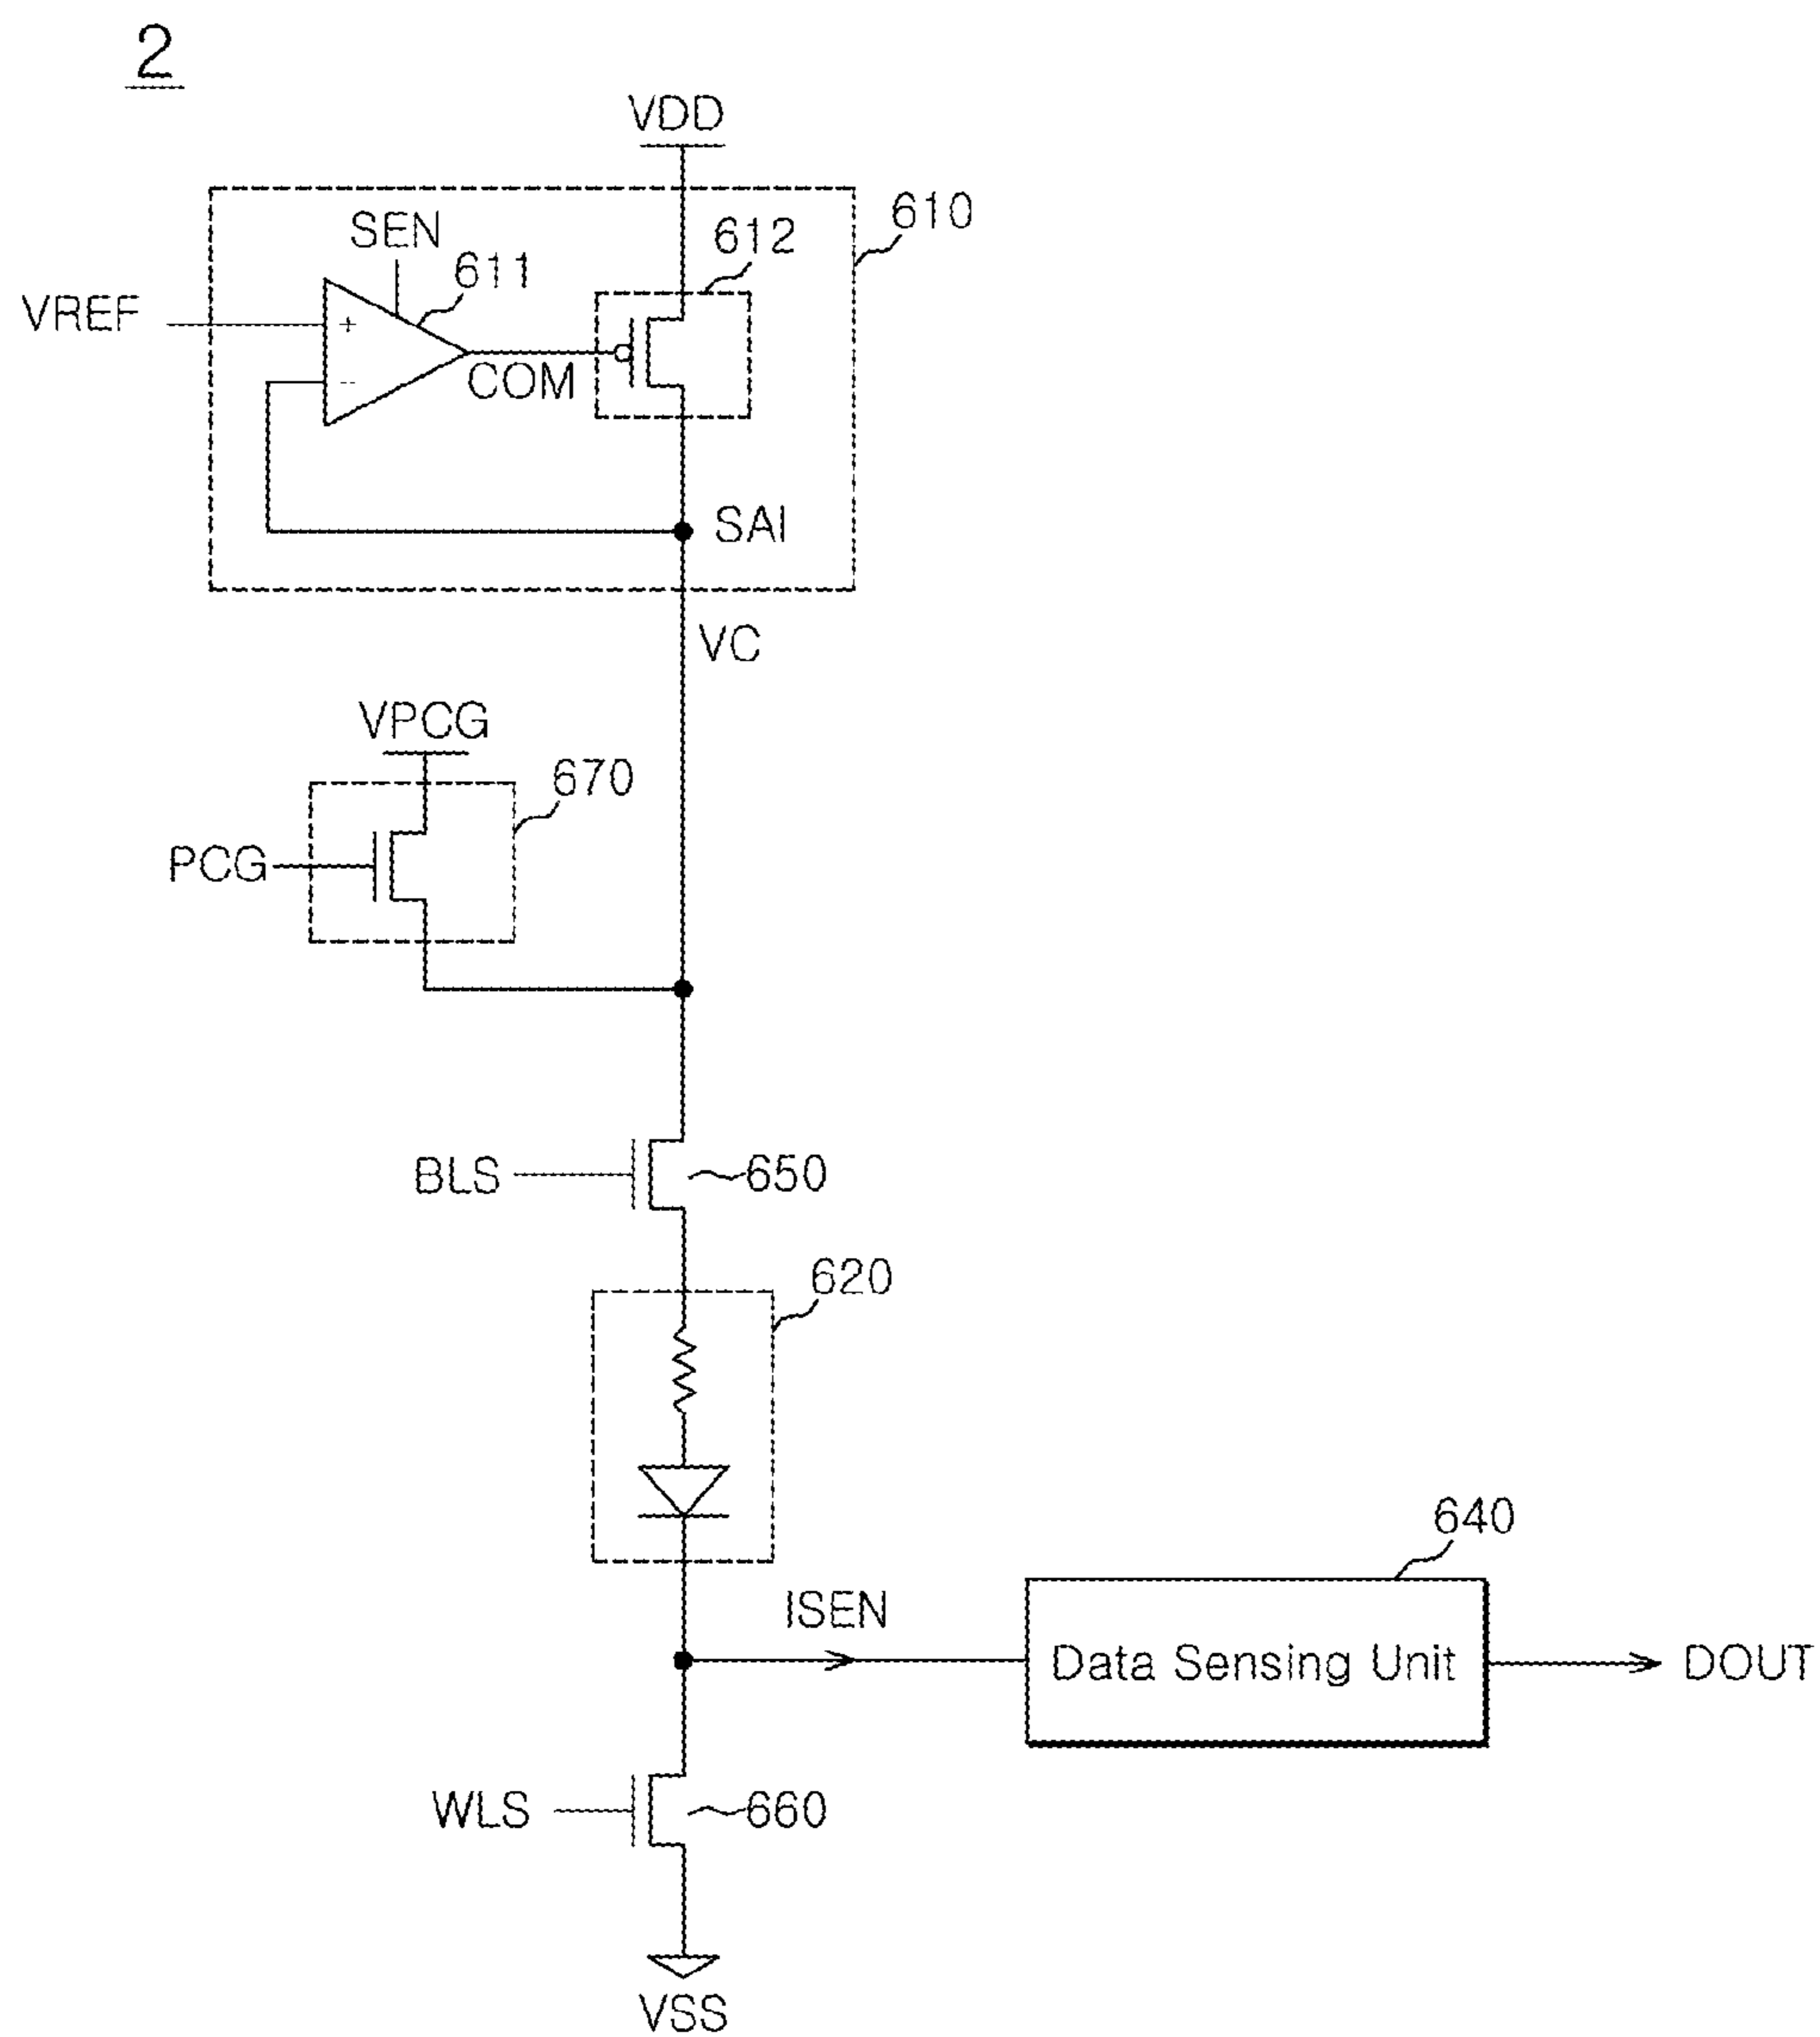 2
VDD
610
612
SEN
611
VREF
+
COM
--
SAI
VC
VPCG
670
PCG
BLS
650
620
640
ISEN
Data Sensing Unit
DOUT
WLS
660
VSS